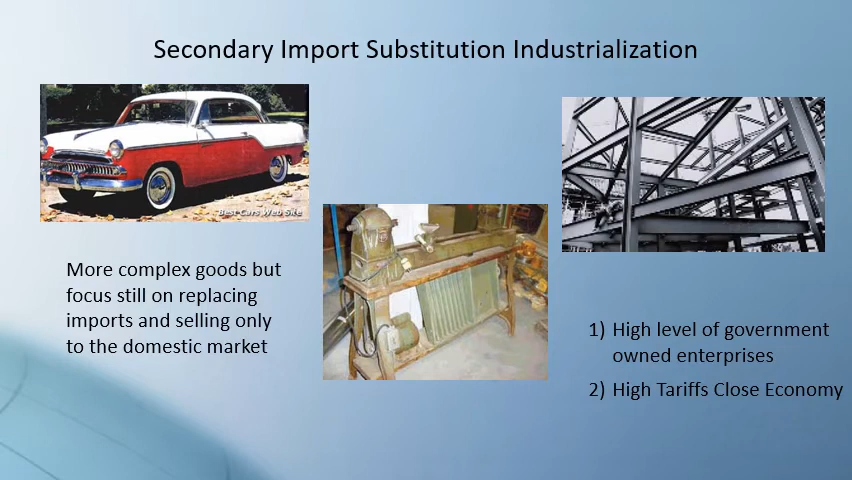 Secondary Import Substitution Industrialization
Best Cars Web Site
More complex goods but
focus still on replacing
imports and selling only
to the domestic market
1) High level of government
owned enterprises
2) High Tariffs Close Economy